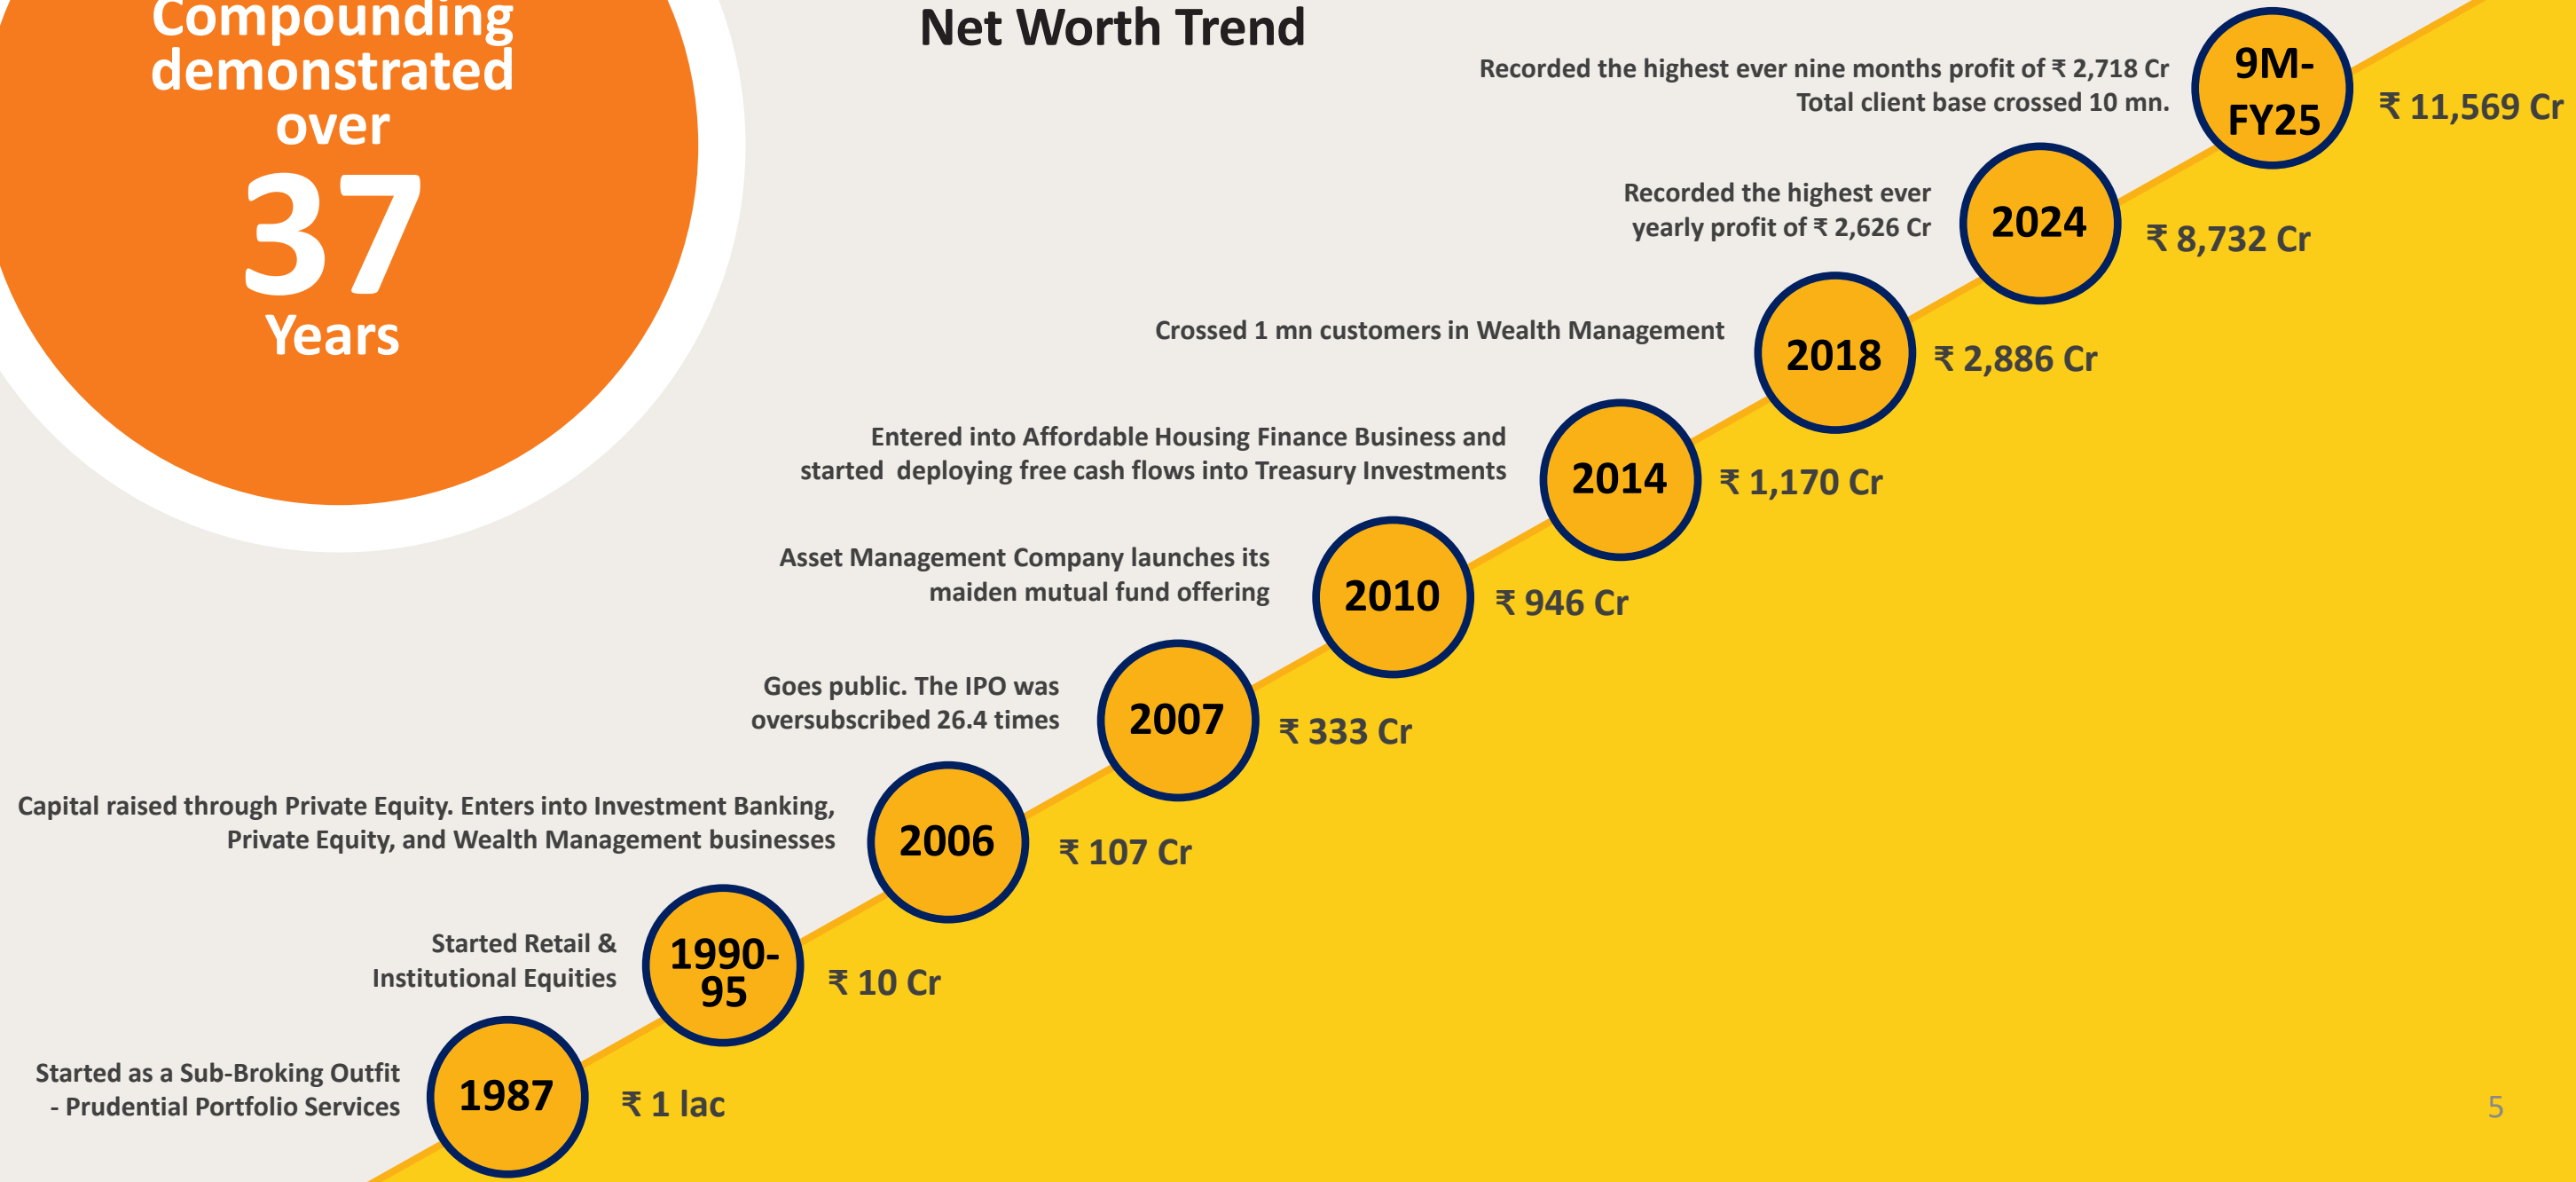 Compounding
demonstrated
over
37
Years
Net Worth Trend
Recorded the highest ever nine months profit of ₹ 2,718 Cr
Total client base crossed 10 mn.
9M-
FY25
₹ 11,569 Cr
Recorded the highest ever
yearly profit of ₹ 2,626 Cr
2024
₹ 8,732 Cr
Crossed 1 mn customers in Wealth Management
2018
₹ 2,886 Cr
Entered into Affordable Housing Finance Business and
started deploying free cash flows into Treasury Investments
2014
₹ 1,170 Cr
Asset Management Company launches its
maiden mutual fund offering
2010
₹ 946 Cr
Goes public. The IPO was
oversubscribed 26.4 times
2007
₹ 333 Cr
Capital raised through Private Equity. Enters into Investment Banking,
Private Equity, and Wealth Management businesses
2006
₹ 107 Cr
Started Retail &
Institutional Equities
1990-
95
₹ 10 Cr
Started as a Sub-Broking Outfit
- Prudential Portfolio Services
1987
₹ 1 lac
5